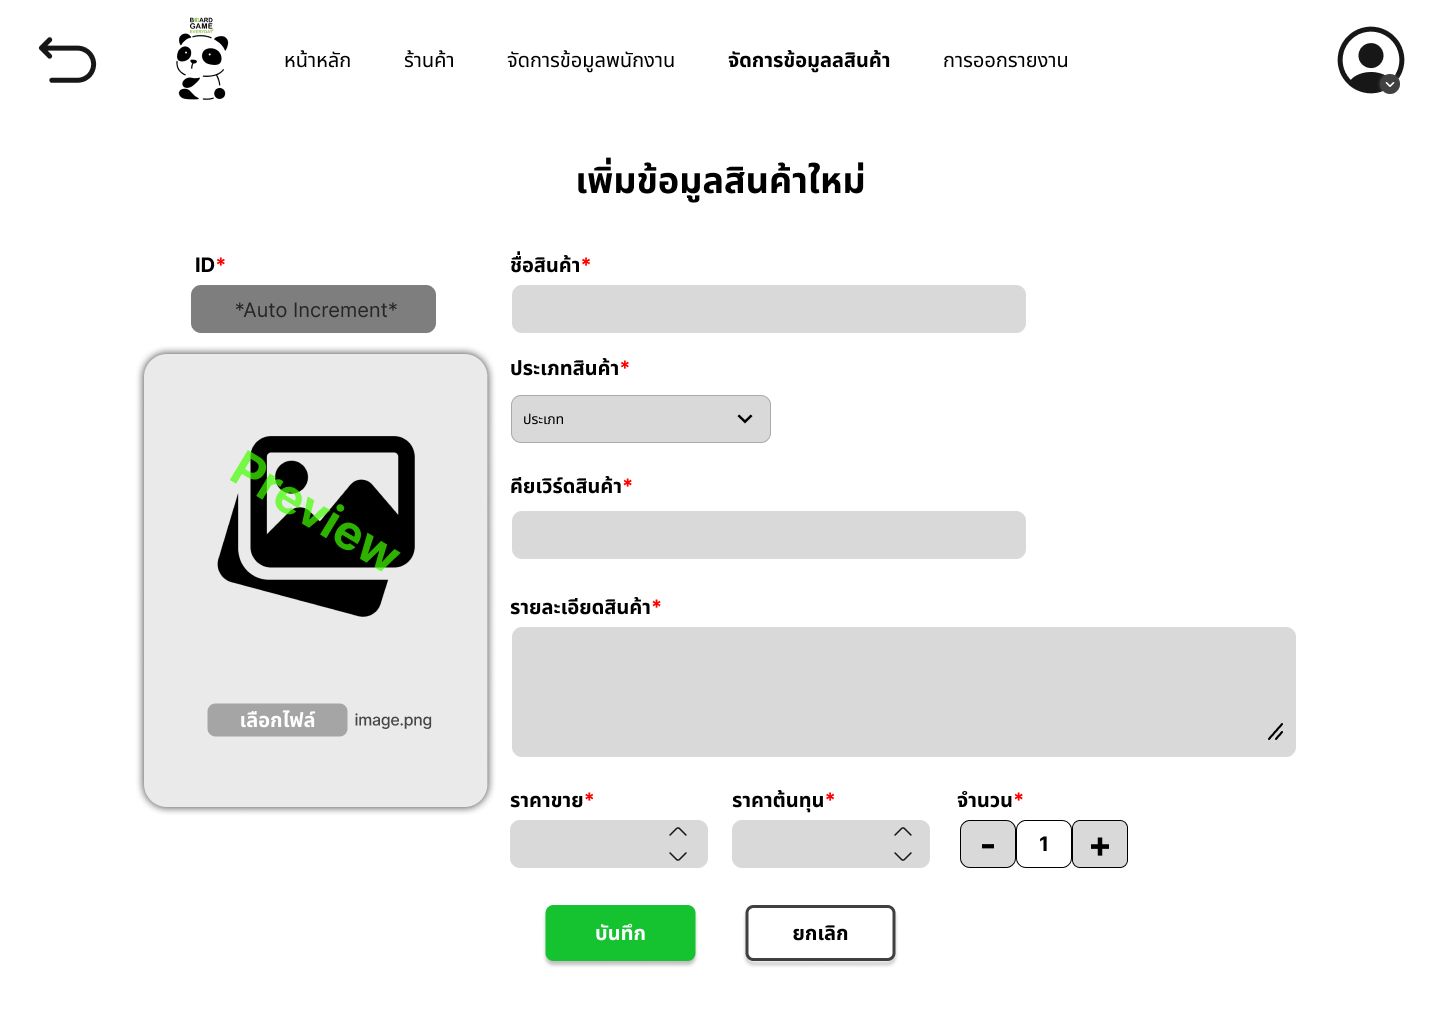 BOARD
GAME
EVERYDAY
หน้าหลัก ร้านค้า จัดการข้อมูลพนักงาน จัดการข้อมูลลสินค้า การออกรายงาน
เพิ่มข้อมูลสินค้าใหม่
ID* ชื่อสินค้า*
*Auto Increment*
ประเภทสินค้า*
ประเภท
คียเวิร์ดสินค้า*
Preview
รายละเอียดสินค้า*
เลือกไฟล์ image.png
ราคาขาย* ราคาต้นทุน* จำนวน*
- 1 +
บันทึก ยกเลิก